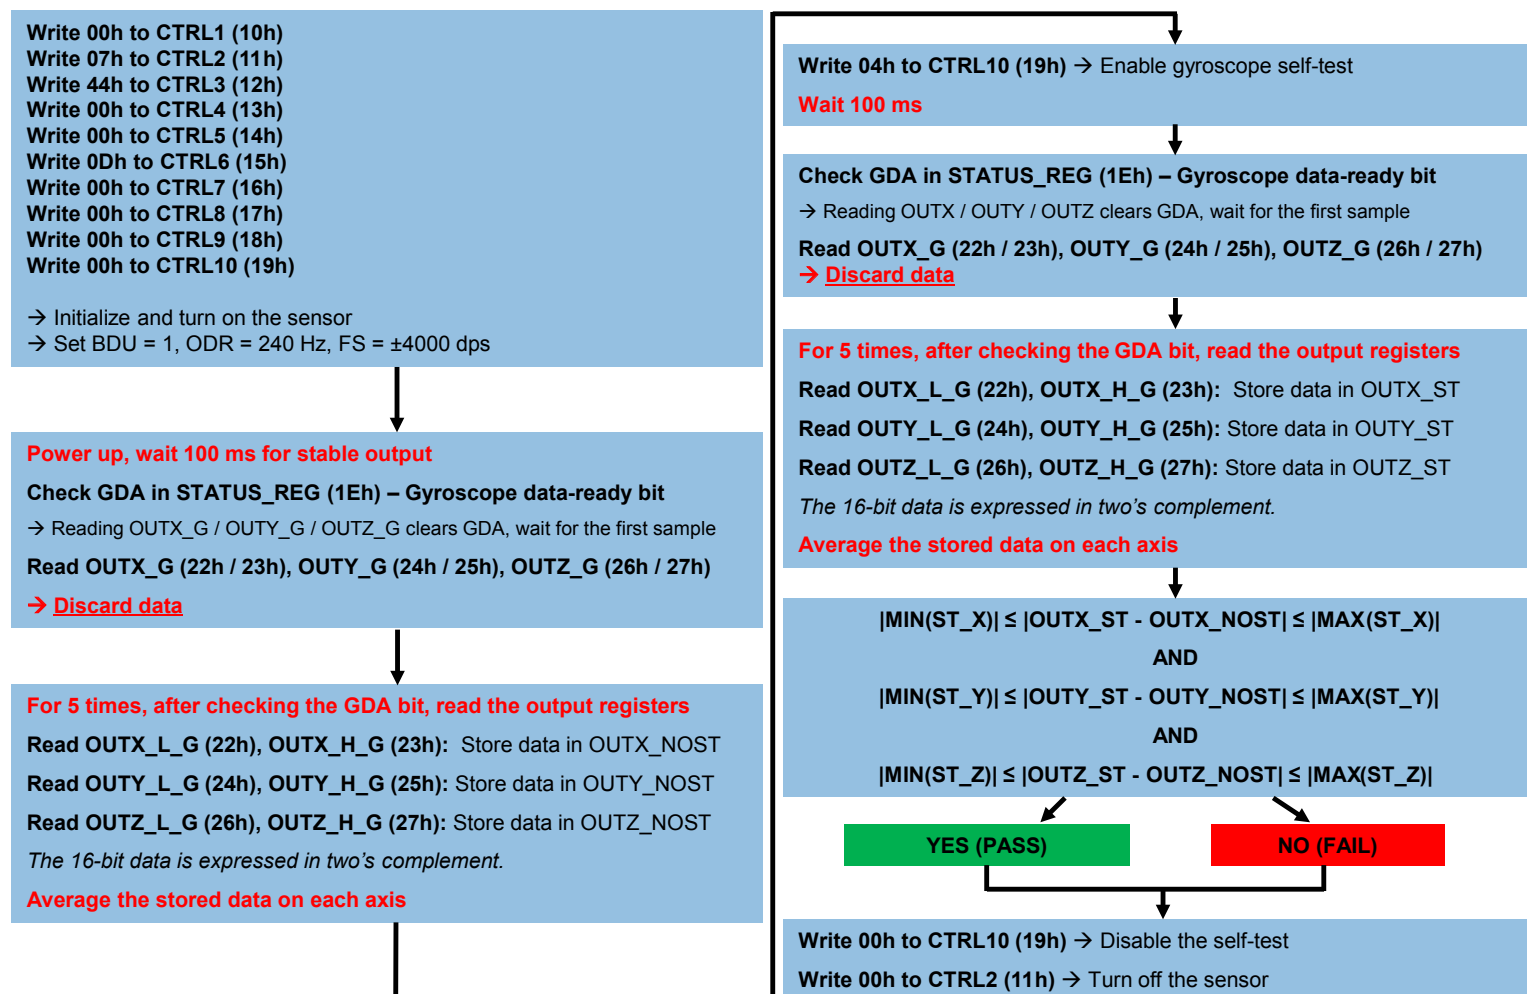 Write 00h to CTRL1 (10h)
Write 07h to CTRL2 (11h)
Write 44h to CTRL3 (12h)
Write 00h to CTRL4 (13h)
Write 00h to CTRL5 (14h)
Write 0Dh to CTRL6 (15h)
Write 00h to CTRL7 (16h)
Write 00h to CTRL8 (17h)
Write 00h to CTRL9 (18h)
Write 00h to CTRL10 (19h)
→ Initialize and turn on the sensor
→ Set BDU = 1, ODR = 240 Hz, FS = ±4000 dps
Power up, wait 100 ms for stable output
Check GDA in STATUS_REG (1Eh) – Gyroscope data-ready bit
→ Reading OUTX_G / OUTY_G / OUTZ_G clears GDA, wait for the first sample
Read OUTX_G (22h / 23h), OUTY_G (24h / 25h), OUTZ_G (26h / 27h)
→ Discard data
For 5 times, after checking the GDA bit, read the output registers
Read OUTX_L_G (22h), OUTX_H_G (23h): Store data in OUTX_NOST
Read OUTY_L_G (24h), OUTY_H_G (25h): Store data in OUTY_NOST
Read OUTZ_L_G (26h), OUTZ_H_G (27h): Store data in OUTZ_NOST
The 16-bit data is expressed in two's complement.
Average the stored data on each axis
Write 04h to CTRL10 (19h) → Enable gyroscope self-test
Wait 100 ms
Check GDA in STATUS_REG (1Eh) – Gyroscope data-ready bit
→ Reading OUTX / OUTY / OUTZ clears GDA, wait for the first sample
Read OUTX_G (22h / 23h), OUTY_G (24h / 25h), OUTZ_G (26h / 27h)
→ Discard data
For 5 times, after checking the GDA bit, read the output registers
Read OUTX_L_G (22h), OUTX_H_G (23h): Store data in OUTX_ST
Read OUTY_L_G (24h), OUTY_H_G (25h): Store data in OUTY_ST
Read OUTZ_L_G (26h), OUTZ_H_G (27h): Store data in OUTZ_ST
The 16-bit data is expressed in two's complement.
Average the stored data on each axis
|MIN(ST_X)| ≤ |OUTX_ST - OUTX_NOST| ≤ |MAX(ST_X)|
AND
|MIN(ST_Y)| ≤ |OUTY_ST - OUTY_NOST| ≤ |MAX(ST_Y)|
AND
|MIN(ST_Z)| ≤ |OUTZ_ST - OUTZ_NOST| ≤ |MAX(ST_Z)|
YES (PASS)
NO (FAIL)
Write 00h to CTRL10 (19h) → Disable the self-test
Write 00h to CTRL2 (11h) → Turn off the sensor